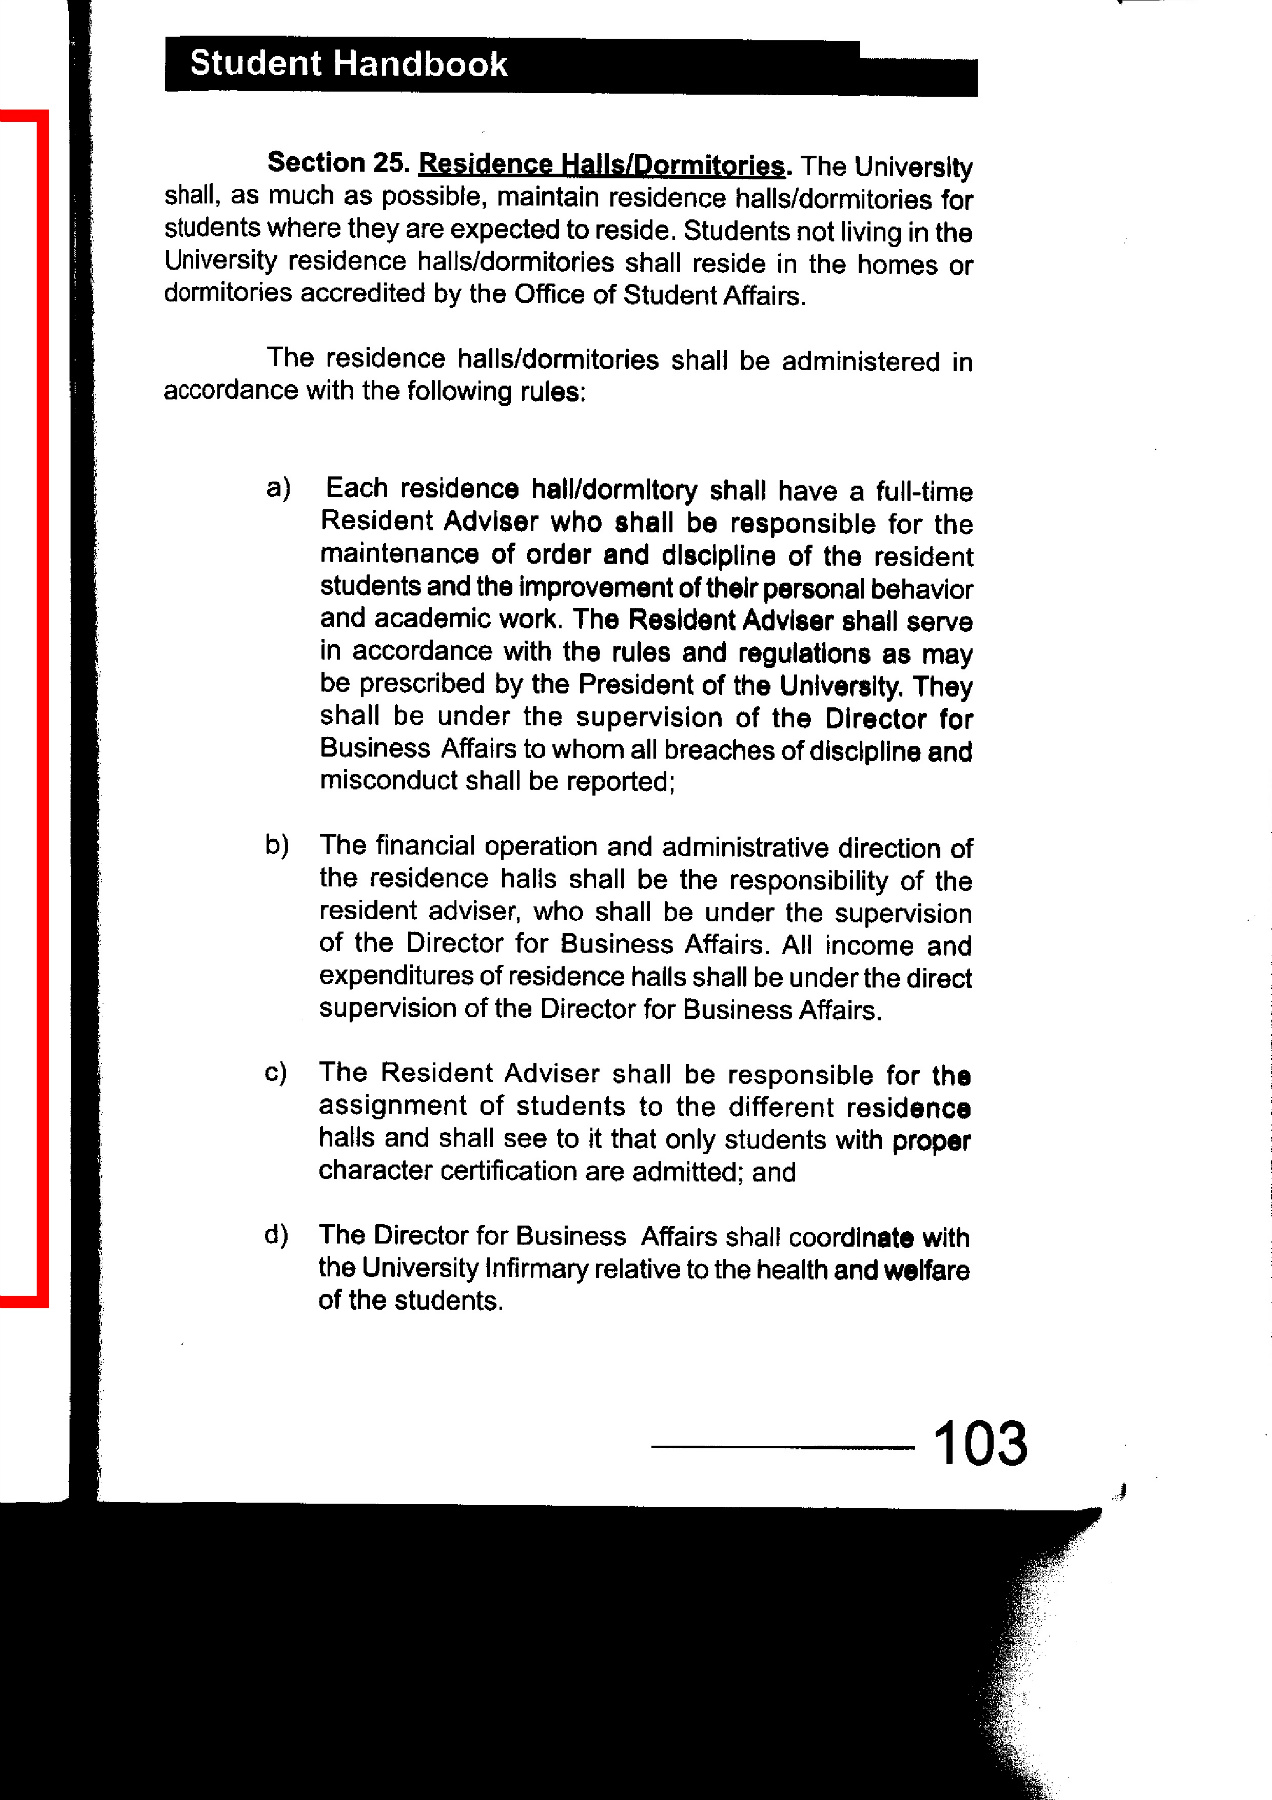 Student Handbook
Section 25. Residence Halls/Dormitories. The University
shall, as much as possible, maintain residence halls/dormitories for
students where they are expected to reside. Students not living in the
University residence halls/dormitories shall reside in the homes or
dormitories accredited by the Office of Student Affairs.
The residence halls/dormitories shall be administered in
accordance with the following rules:
a) Each residence hall/dormitory shall have a full-time
Resident Adviser who shall be responsible for the
maintenance of order and discipline of the resident
students and the improvement of their personal behavior
and academic work. The Resident Adviser shall serve
in accordance with the rules and regulations as may
be prescribed by the President of the University. They
shall be under the supervision of the Director for
Business Affairs to whom all breaches of discipline and
misconduct shall be reported;
b) The financial operation and administrative direction of
the residence halls shall be the responsibility of the
resident adviser, who shall be under the supervision
of the Director for Business Affairs. All income and
expenditures of residence halls shall be under the direct
supervision of the Director for Business Affairs.
c) The Resident Adviser shall be responsible for the
assignment of students to the different residence
halls and shall see to it that only students with proper
character certification are admitted; and
d) The Director for Business Affairs shall coordinate with
the University Infirmary relative to the health and welfare
of the students.
103